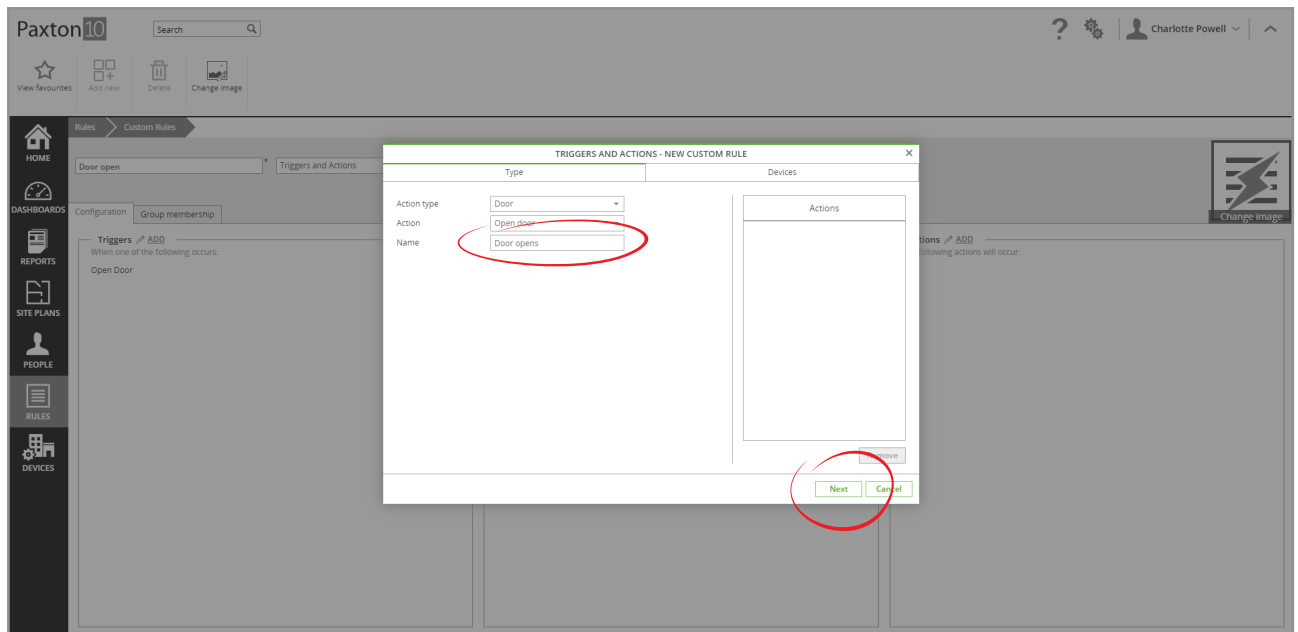 Paxton10
Search
Charlotte Powell
View favourites
Add new
Delete
Change image
Rules
Custom Rules
HOME
DASHBOARDS
REPORTS
SITE PLANS
PEOPLE
RULES
DEVICES
Door open
*
Triggers and Actions
Change image
Configuration
Group membership
Triggers ADD
When one of the following occurs:
Open Door
tions ADD
following actions will occur:
TRIGGERS AND ACTIONS - NEW CUSTOM RULE
Type
Devices
Action type
Door
Action
Open door
Name
Door opens
Actions
Remove
Next
Cancel